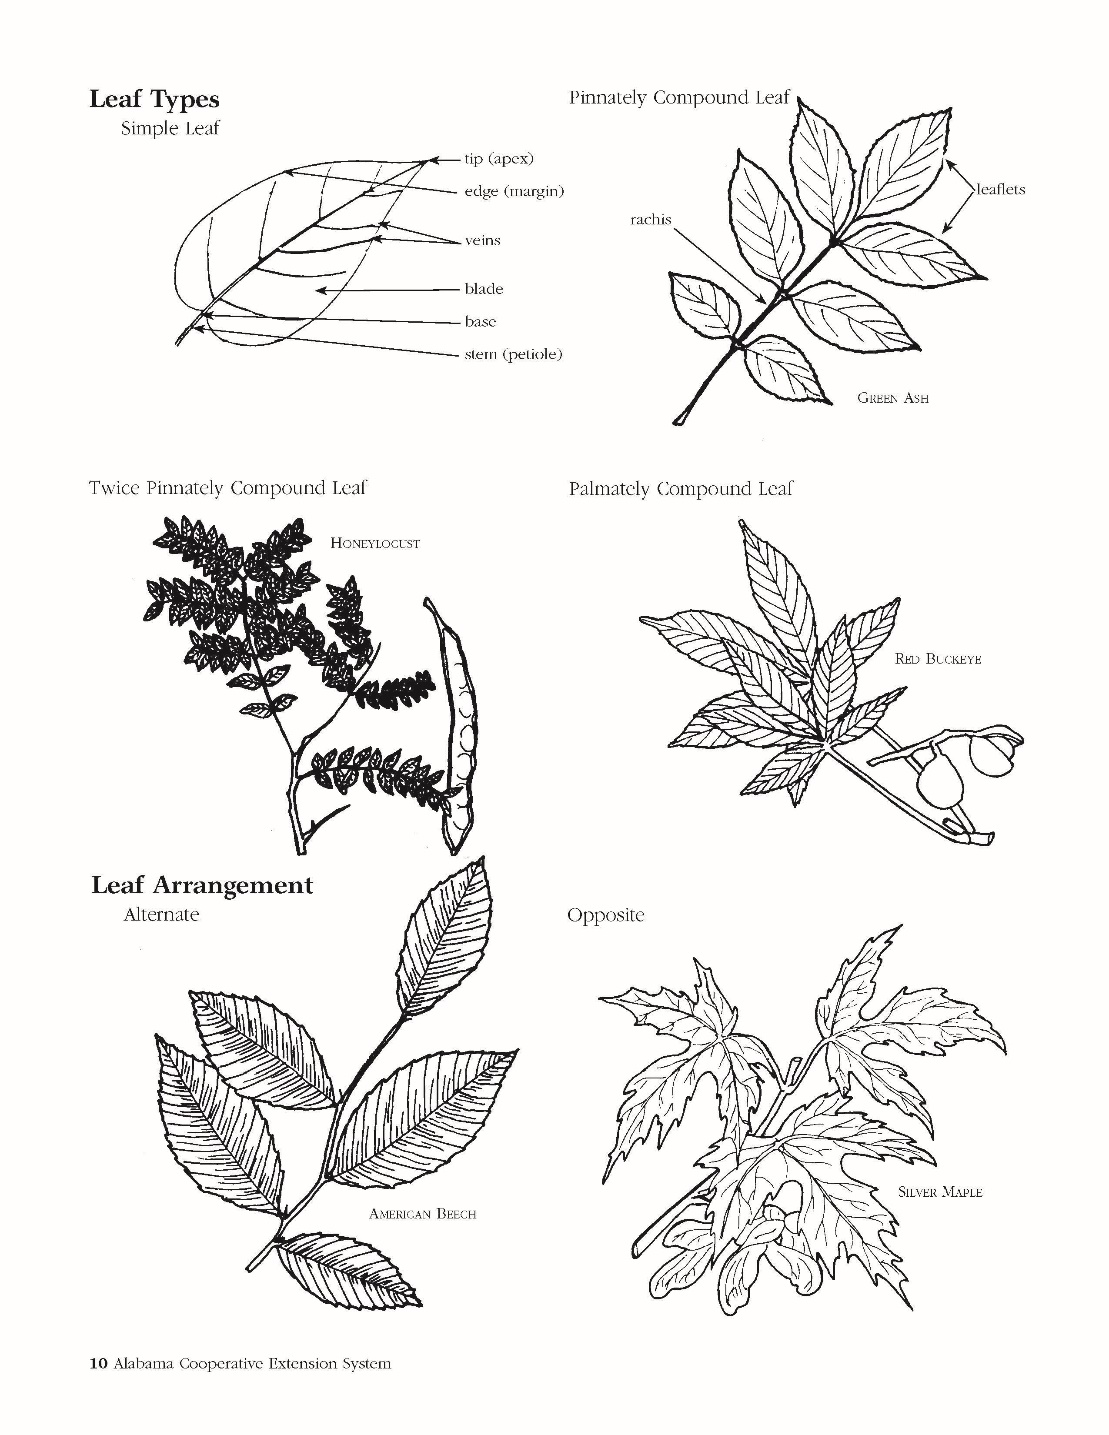 Leaf Types
Simple Leaf
tip (apex)
edge (margin)
veins
blade
base
stem (petiole)
Pinnately Compound Leaf
leaflets
rachis
Green Ash
Twice Pinnately Compound Leaf
Honeylocust
Palmately Compound Leaf
Red Buckeye
Leaf Arrangement
Alternate
American Beech
Opposite
Silver Maple
10 Alabama Cooperative Extension System